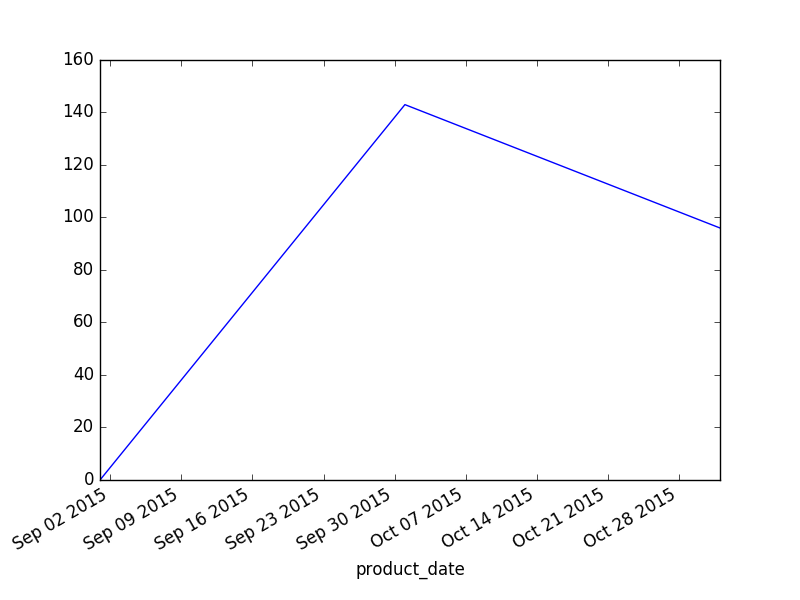 160
140
120
100
80
60
40
20
0
Sep 02 2015
Sep 09 2015
Sep 16 2015
Sep 23 2015
Sep 30 2015
Oct 07 2015
Oct 14 2015
Oct 21 2015
Oct 28 2015
product_date